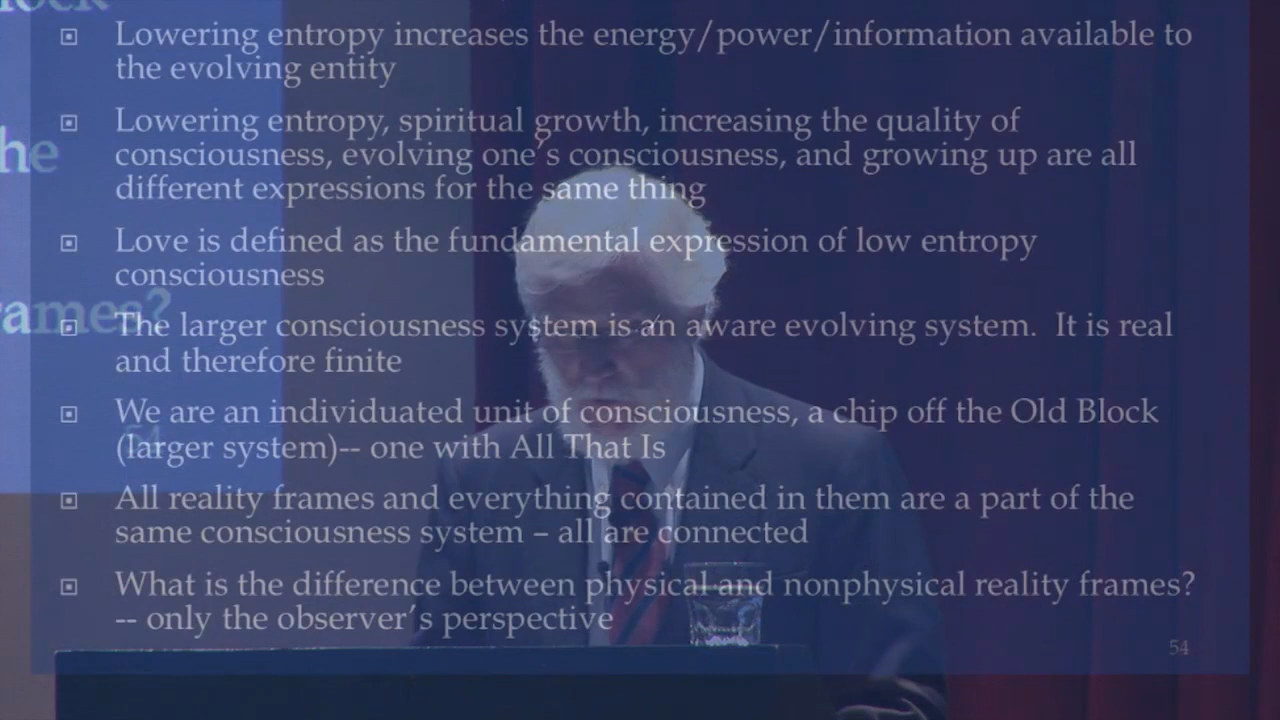 lock
Lowering entropy increases the energy/power/information available to
the evolving entity
he
Lowering entropy, spiritual growth, increasing the quality of
consciousness, evolving one's consciousness, and growing up are all
different expressions for the same thing
Love is defined as the fundamental expression of low entropy
consciousness
rames?
The larger consciousness system is an aware evolving system.  It is real
and therefore finite
We are an individuated unit of consciousness, a chip off the Old Block
(larger system)-- one with All That Is
54
All reality frames and everything contained in them are a part of the
same consciousness system – all are connected
What is the difference between physical and nonphysical reality frames?
-- only the observer's perspective
54